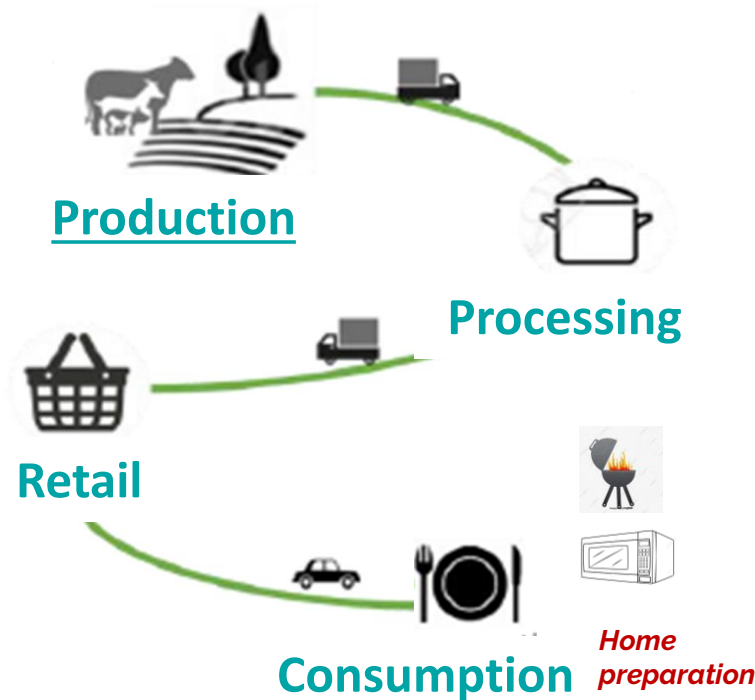 Production
Processing
Retail
Consumption
Home
preparation